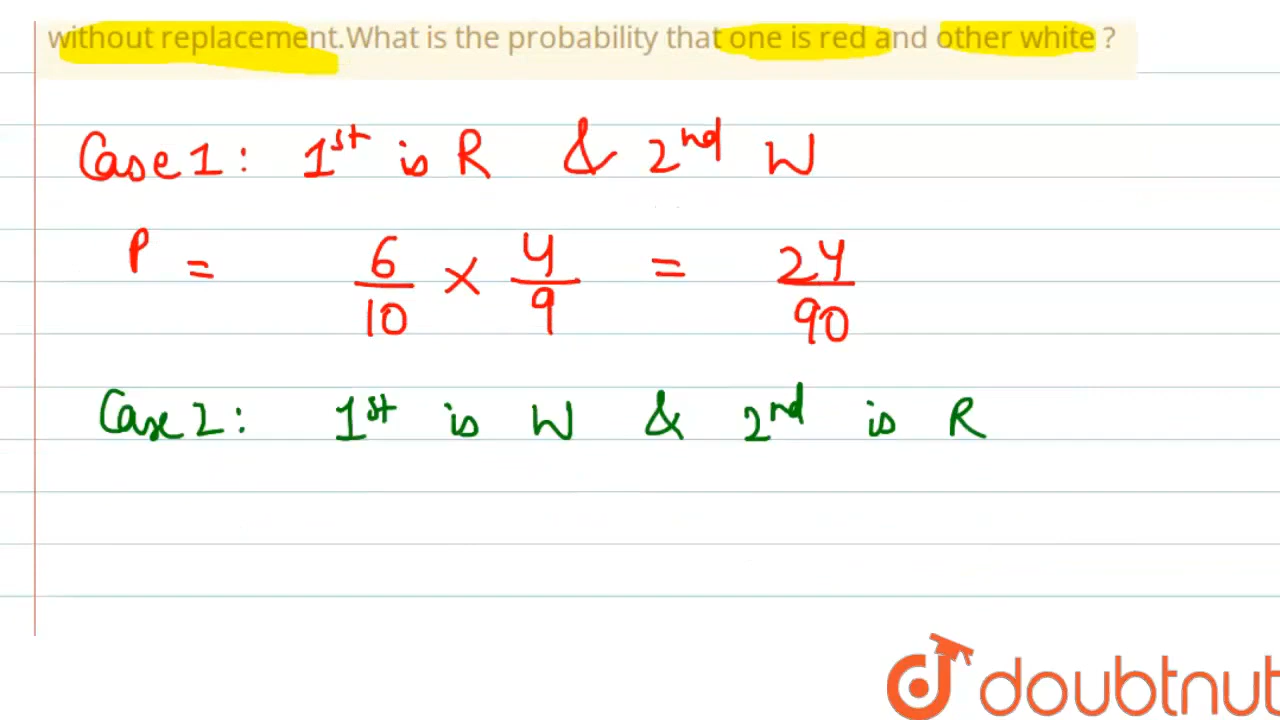 without replacement.What is the probability that one is red and other white ?
Case 1 : 1st is R & 2nd W
P = 6/10 × 4/9 = 24/90
Case 2 : 1st is W & 2nd is R
doubtnut